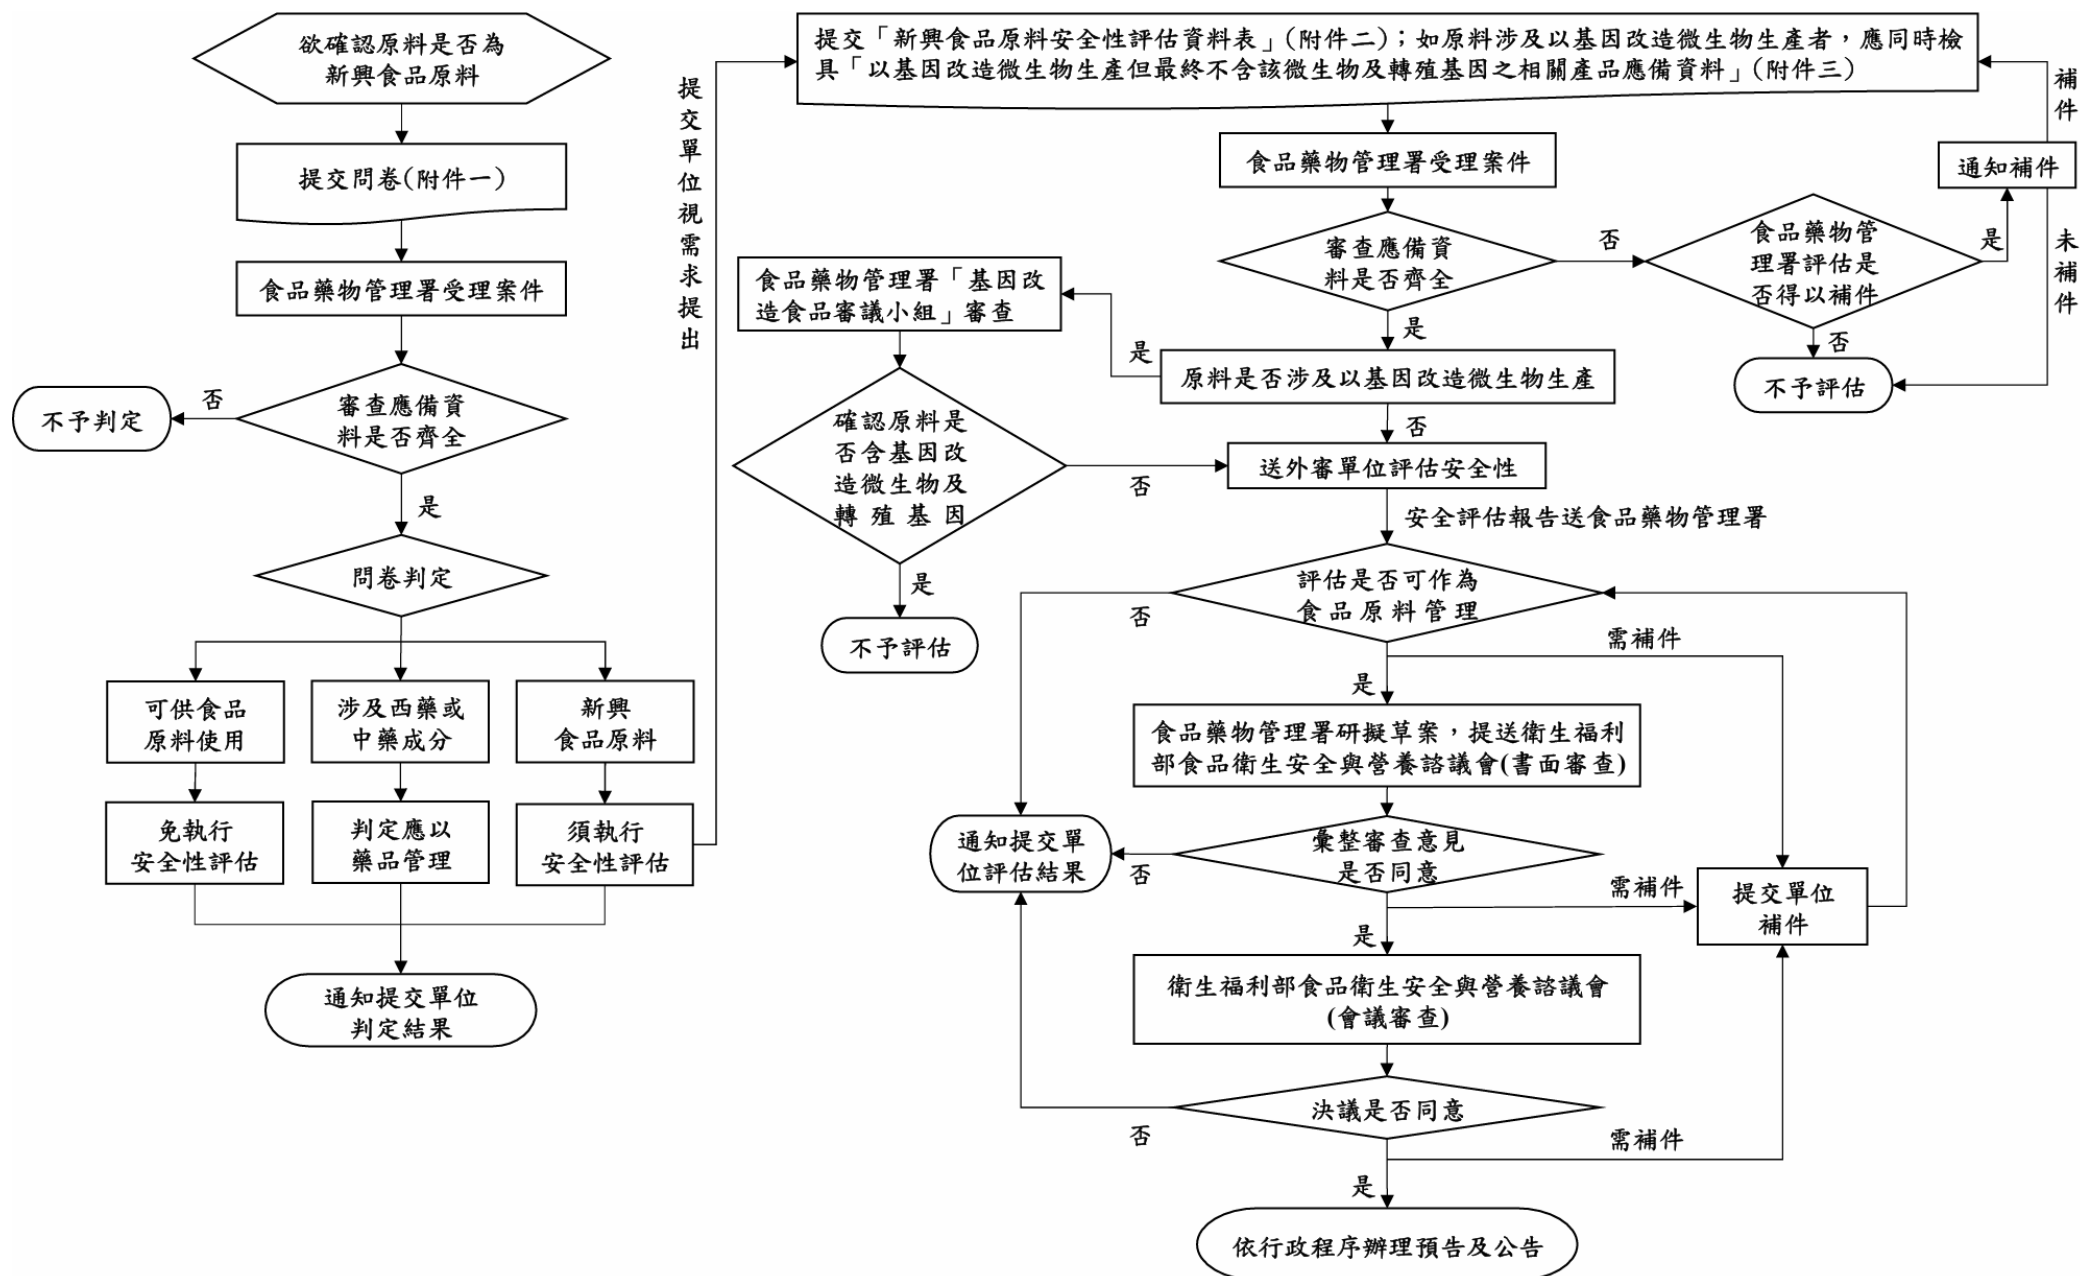 欲確認原料是否為
新興食品原料
提交問卷(附件一)
食品藥物管理署受理案件
審查應備資
料是否齊全
否
不予判定
是
問卷判定
可供食品
原料使用
涉及西藥或
中藥成分
新興
食品原料
免執行
安全性評估
判定應以
藥品管理
須執行
安全性評估
通知提交單位
判定結果
提交單位視需求提出
提交「新興食品原料安全性評估資料表」(附件二)；如原料涉及以基因改造微生物生產者，應同時檢
具「以基因改造微生物生產但最終不含該微生物及轉殖基因之相關產品應備資料」(附件三)
食品藥物管理署受理案件
審查應備資
料是否齊全
否
食品藥物管
理署評估是
否得以補件
是
通知補件
補件
未補件
否
不予評估
是
原料是否涉及以基因改造微生物生產
是
食品藥物管理署「基因改
造食品審議小組」審查
確認原料是
否含基因改
造微生物及
轉殖基因
否
是
不予評估
否
送外審單位評估安全性
安全評估報告送食品藥物管理署
評估是否可作為
食品原料管理
否
需補件
是
食品藥物管理署研擬草案，提送衛生福利
部食品衛生安全與營養諮議會(書面審查)
彙整審查意見
是否同意
否
通知提交單
位評估結果
需補件
提交單位
補件
是
衛生福利部食品衛生安全與營養諮議會
(會議審查)
決議是否同意
否
需補件
是
依行政程序辦理預告及公告